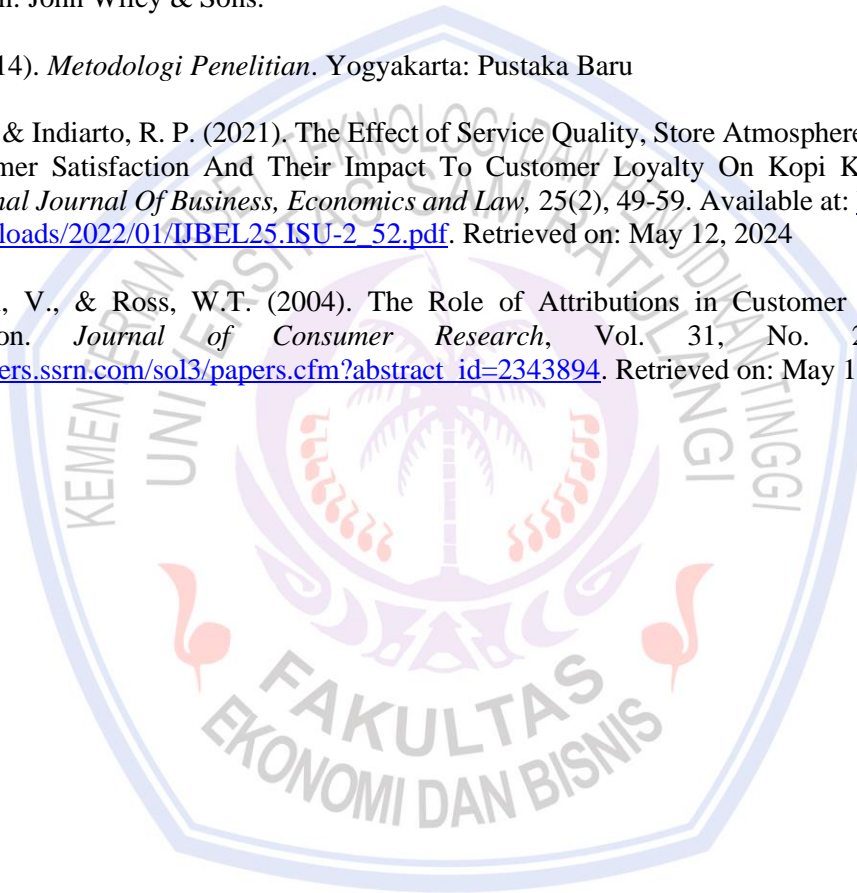 John Wiley & Sons.
14). Metodologi Penelitian. Yogyakarta: Pustaka Baru
& Indiarto, R. P. (2021). The Effect of Service Quality, Store Atmosphere
mer Satisfaction And Their Impact To Customer Loyalty On Kopi K
nal Journal Of Business, Economics and Law, 25(2), 49-59. Available at:
loads/2022/01/IJBEL25.ISU-2_52.pdf. Retrieved on: May 12, 2024
, V., & Ross, W.T. (2004). The Role of Attributions in Customer
on. Journal of Consumer Research, Vol. 31, No. 2
ers.ssrn.com/sol3/papers.cfm?abstract_id=2343894. Retrieved on: May 1
UNIVERSITAS SAM RATULANGI
FAKULTAS
EKONOMI DAN BISNIS